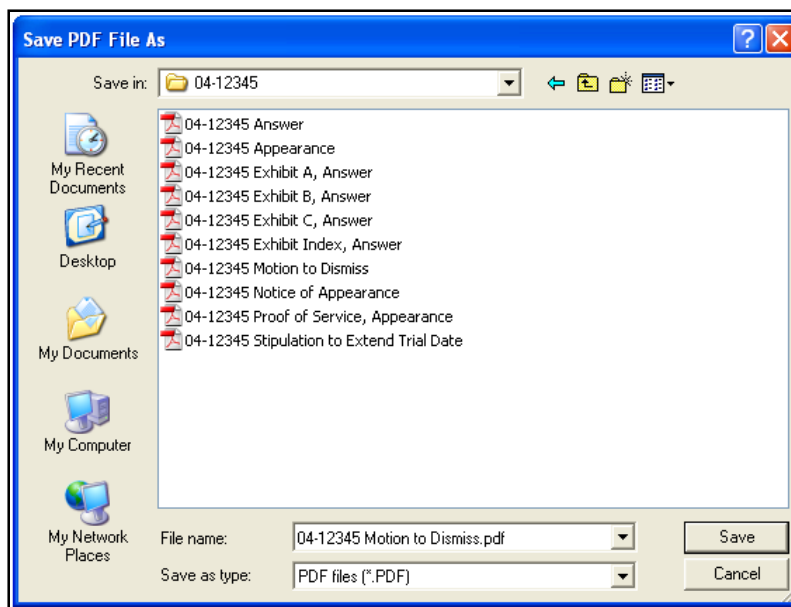 Save PDF File As
Save in: 04-12345
04-12345 Answer
04-12345 Appearance
04-12345 Exhibit A, Answer
04-12345 Exhibit B, Answer
04-12345 Exhibit C, Answer
04-12345 Exhibit Index, Answer
04-12345 Motion to Dismiss
04-12345 Notice of Appearance
04-12345 Proof of Service, Appearance
04-12345 Stipulation to Extend Trial Date
My Recent
Documents
Desktop
My Documents
My Computer
My Network
Places
File name: 04-12345 Motion to Dismiss.pdf Save
Save as type: PDF files (*.PDF) Cancel